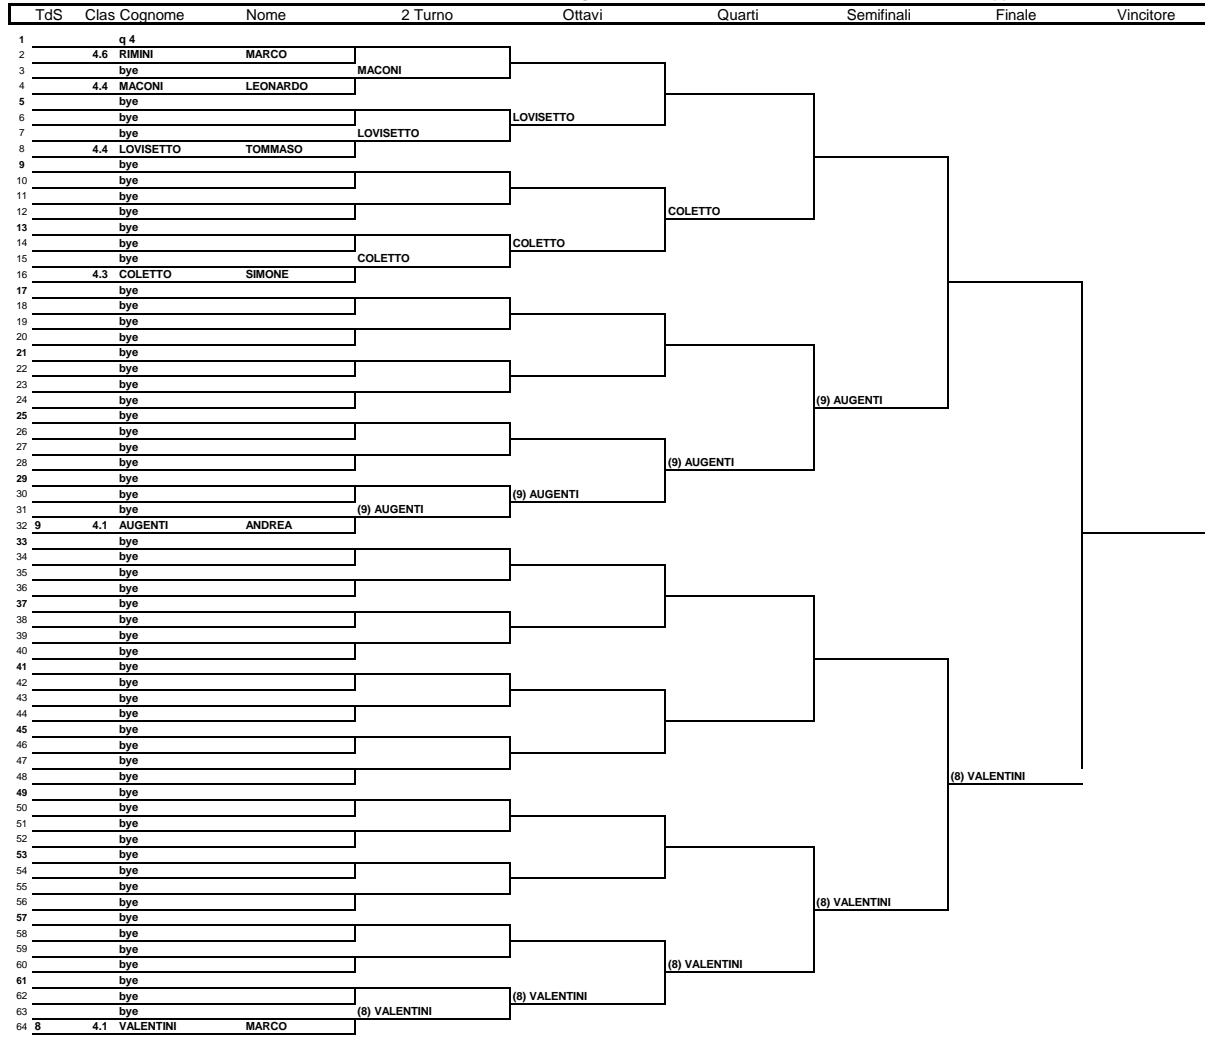 TdS Clas Cognome Nome 2 Turno Ottavi Quarti Semifinali Finale Vincitore
1 q 4
2 4.6 RIMINI MARCO
3 bye MACONI
4 4.4 MACONI LEONARDO
5 bye
6 bye LOVISETTO
7 bye LOVISETTO
8 4.4 LOVISETTO TOMMASO
9 bye
10 bye
11 bye
12 bye COLETTO
13 bye
14 bye COLETTO
15 bye COLETTO
16 4.3 COLETTO SIMONE
17 bye
18 bye
19 bye
20 bye
21 bye
22 bye
23 bye
24 bye (9) AUGENTI
25 bye
26 bye
27 bye
28 bye (9) AUGENTI
29 bye
30 bye (9) AUGENTI
31 bye (9) AUGENTI
32 9 4.1 AUGENTI ANDREA
33 bye
34 bye
35 bye
36 bye
37 bye
38 bye
39 bye
40 bye
41 bye
42 bye
43 bye
44 bye
45 bye
46 bye
47 bye
48 bye (8) VALENTINI
49 bye
50 bye
51 bye
52 bye
53 bye
54 bye
55 bye
56 bye (8) VALENTINI
57 bye
58 bye
59 bye
60 bye (8) VALENTINI
61 bye
62 bye (8) VALENTINI
63 bye (8) VALENTINI
64 8 4.1 VALENTINI MARCO